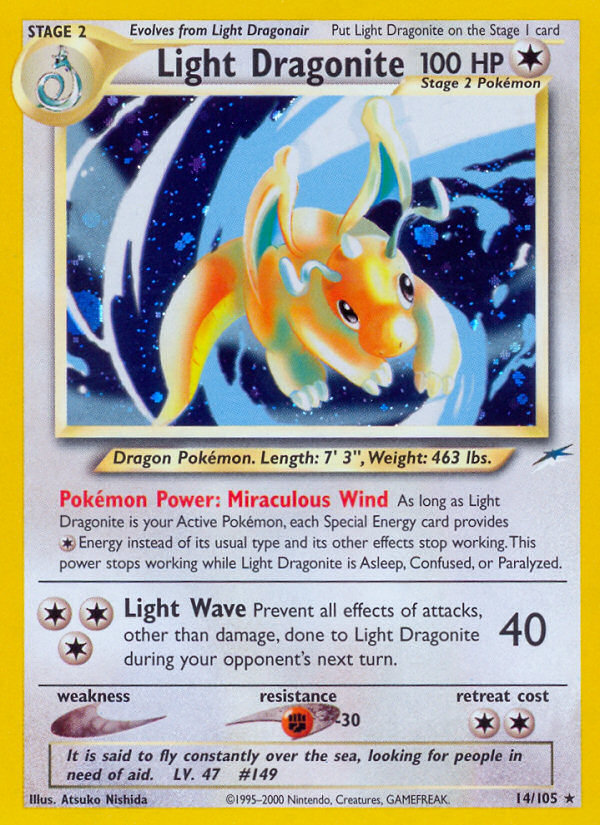 STAGE 2 Evolves from Light Dragonair Put Light Dragonite on the Stage 1 card
Light Dragonite 100 HP
Stage 2 Pokémon
Dragon Pokémon. Length: 7' 3", Weight: 463 lbs.
Pokémon Power: Miraculous Wind As long as Light
Dragonite is your Active Pokémon, each Special Energy card provides
Energy instead of its usual type and its other effects stop working. This
power stops working while Light Dragonite is Asleep, Confused, or Paralyzed.
Light Wave Prevent all effects of attacks,
other than damage, done to Light Dragonite
during your opponent's next turn.
40
weakness resistance retreat cost
-30
It is said to fly constantly over the sea, looking for people in
need of aid. LV. 47 #149
Illus. Atsuko Nishida ©1995–2000 Nintendo, Creatures, GAMEFREAK. 14/105 ★